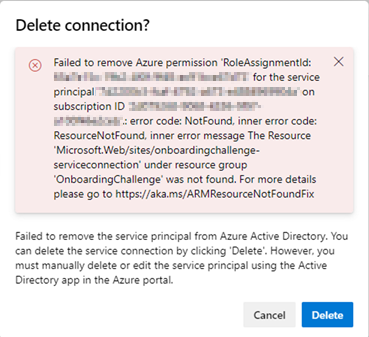 Delete connection?
Failed to remove Azure permission 'RoleAssignmentId:
for the service
principal on
subscription ID
.: error code: NotFound, inner error code:
ResourceNotFound, inner error message The Resource
'Microsoft.Web/sites/onboardingchallenge-
serviceconnection' under resource group
'OnboardingChallenge' was not found. For more details
please go to https://aka.ms/ARMResourceNotFoundFix
Failed to remove the service principal from Azure Active Directory. You
can delete the service connection by clicking 'Delete'. However, you
must manually delete or edit the service principal using the Active
Directory app in the Azure portal.
Cancel Delete